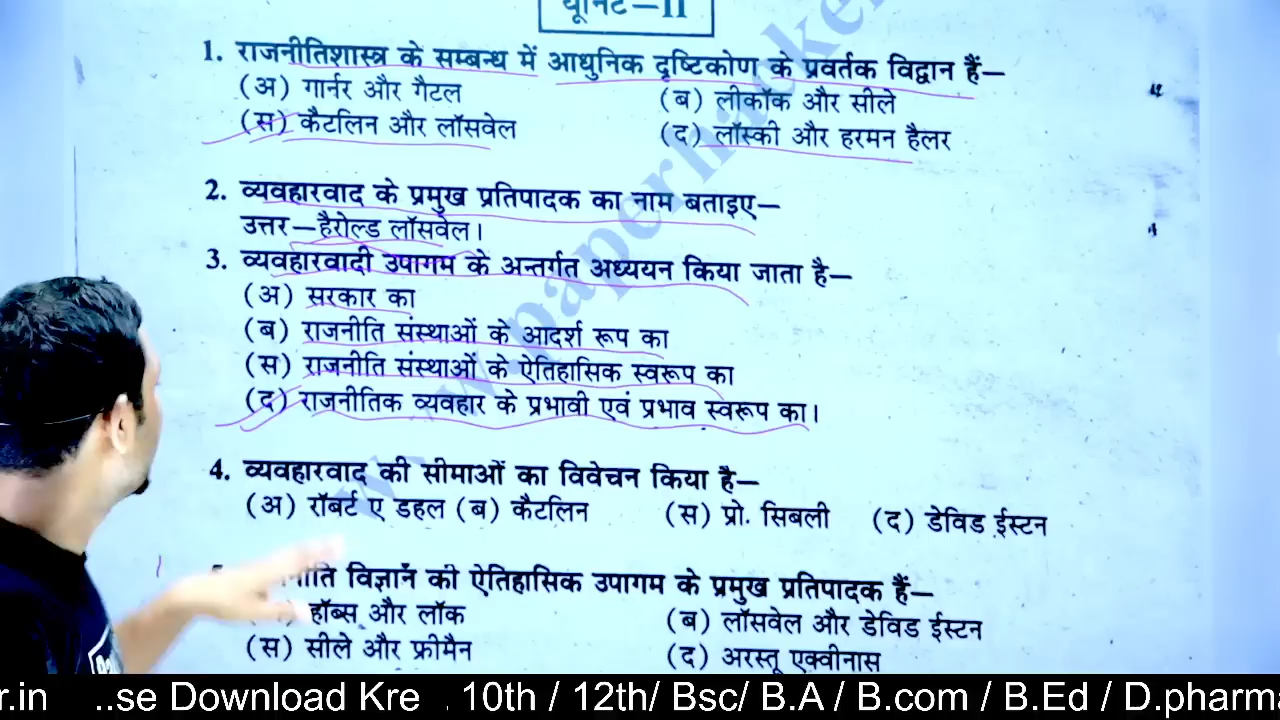 यूनिट–II
1. राजनीतिशास्त्र के सम्बन्ध में आधुनिक दृष्टिकोण के प्रवर्तक विद्वान हैं–
(अ) गार्नर और गैटल (ब) लीकॉक और सीले
(स) कैटलिन और लॉसवेल (द) लॉस्की और हरमन हैलर
2. व्यवहारवाद के प्रमुख प्रतिपादक का नाम बताइए–
उत्तर–हैरोल्ड लॉसवेल।
3. व्यवहारवादी उपागम के अन्तर्गत अध्ययन किया जाता है–
(अ) सरकार का
(ब) राजनीति संस्थाओं के आदर्श रूप का
(स) राजनीति संस्थाओं के ऐतिहासिक स्वरूप का
(द) राजनीतिक व्यवहार के प्रभावी एवं प्रभाव स्वरूप का।
4. व्यवहारवाद की सीमाओं का विवेचन किया है–
(अ) रॉबर्ट ए डहल (ब) कैटलिन (स) प्रो. सिबली (द) डेविड ईस्टन
विज्ञान की ऐतिहासिक उपागम के प्रमुख प्रतिपादक हैं–
हॉब्स और लॉक (ब) लॉसवेल और डेविड ईस्टन
(स) सीले और फ्रीमैन (द) अरस्तू एक्वीनास
r.in ..se Download Kre . 10th / 12th/ Bsc/ B.A / B.com / B.Ed / D.pharma